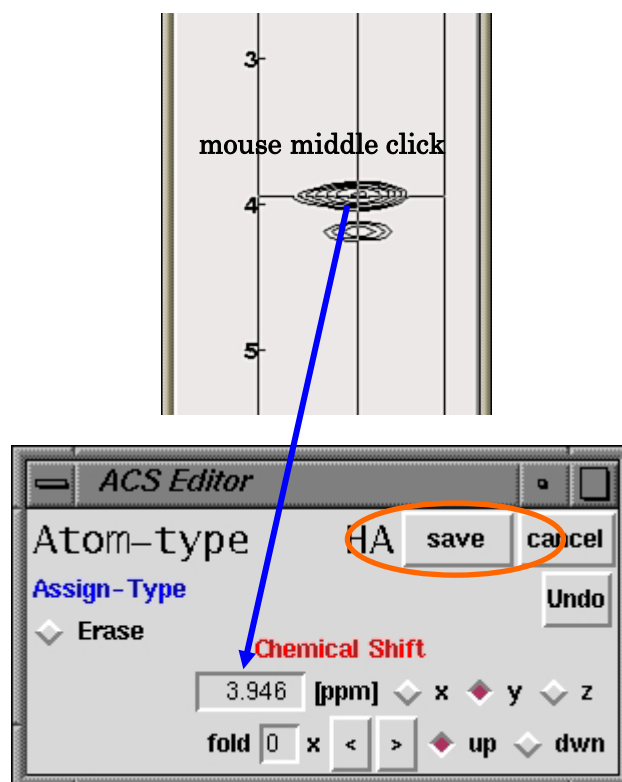 3
mouse middle click
4
5
ACS Editor
Atom-type HA save cancel
Assign-Type Undo
Erase
Chemical Shift
3.946 [ppm] x y z
fold 0 x < > up dwn